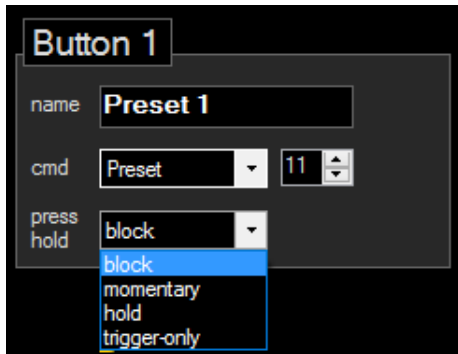 Button 1
name Preset 1
cmd Preset 11
press
hold block
block
momentary
hold
trigger-only